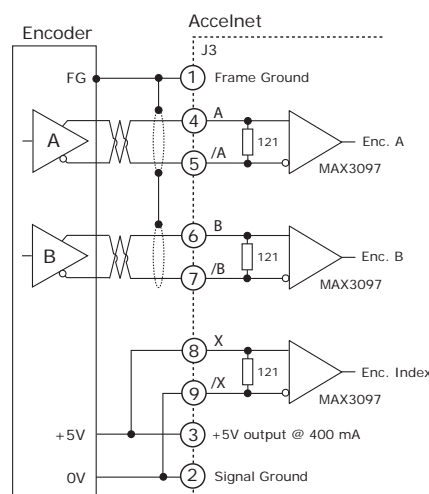 Accelnet
Encoder
J3
FG 1 Frame Ground
4 A
A 121 Enc. A
5 /A
MAX3097
6 B
B 121 Enc. B
7 /B
MAX3097
8 X
121 Enc. Index
9 /X
MAX3097
+5V 3 +5V output @ 400 mA
0V 2 Signal Ground